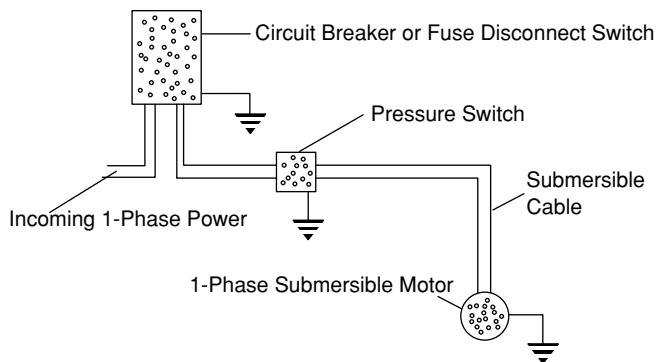 Circuit Breaker or Fuse Disconnect Switch
Pressure Switch
Submersible
Cable
Incoming 1-Phase Power
1-Phase Submersible Motor